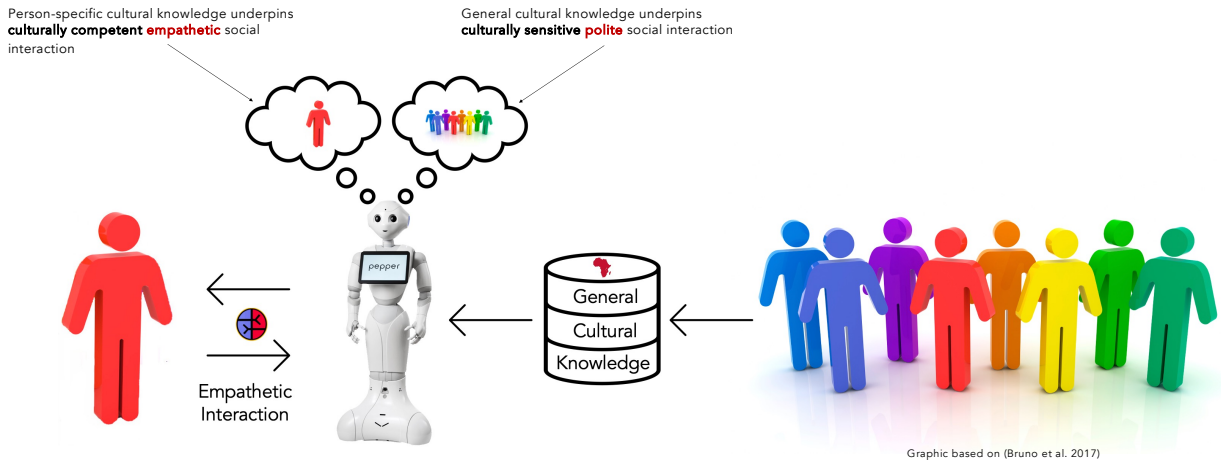 Person-specific cultural knowledge underpins
culturally competent empathetic social
interaction
General cultural knowledge underpins
culturally sensitive polite social interaction
pepper
General
Cultural
Knowledge
Empathetic
Interaction
Graphic based on (Bruno et al. 2017)